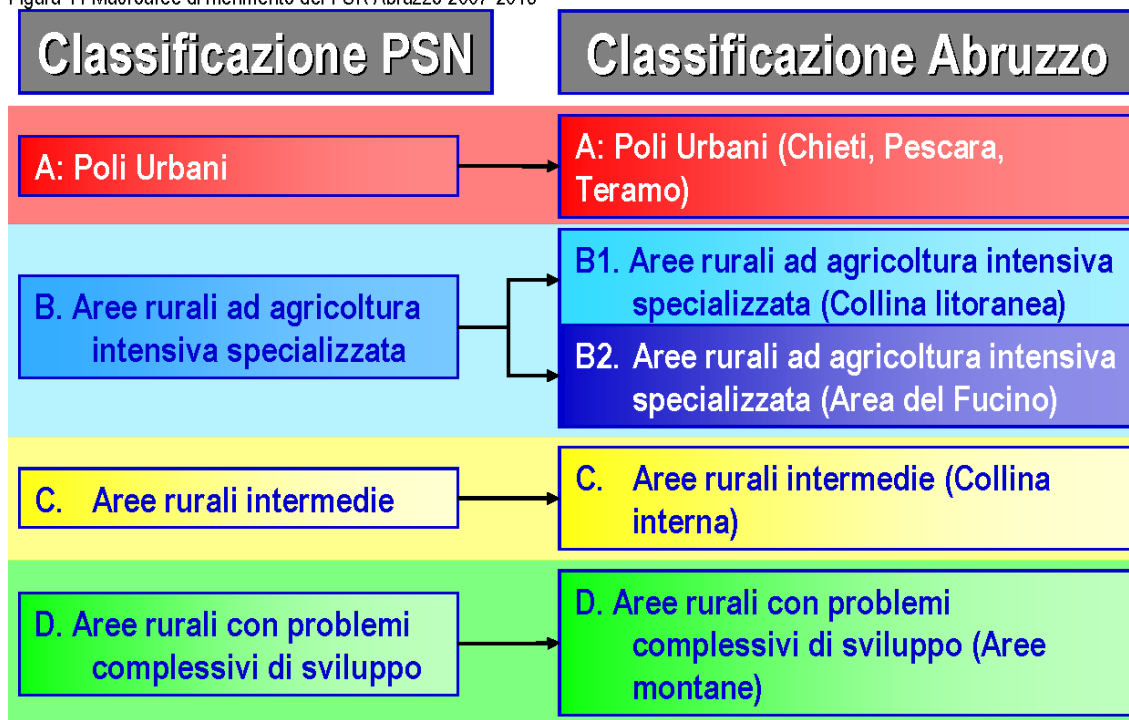 Classificazione PSN
Classificazione Abruzzo
A: Poli Urbani
A: Poli Urbani (Chieti, Pescara,
Teramo)
B. Aree rurali ad agricoltura
intensiva specializzata
B1. Aree rurali ad agricoltura intensiva
specializzata (Collina litoranea)
B2. Aree rurali ad agricoltura intensiva
specializzata (Area del Fucino)
C. Aree rurali intermedie
C. Aree rurali intermedie (Collina
interna)
D. Aree rurali con problemi
complessivi di sviluppo
D. Aree rurali con problemi
complessivi di sviluppo (Aree
montane)